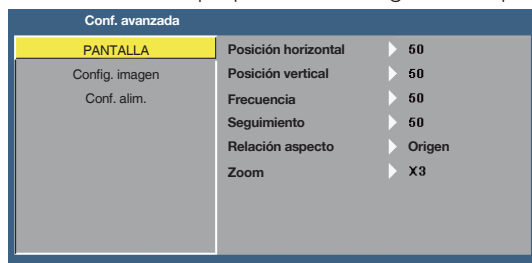 Conf. avanzada
PANTALLA
Config. imagen
Conf. alim.
Posición horizontal 50
Posición vertical 50
Frecuencia 50
Seguimiento 50
Relación aspecto Origen
Zoom X3